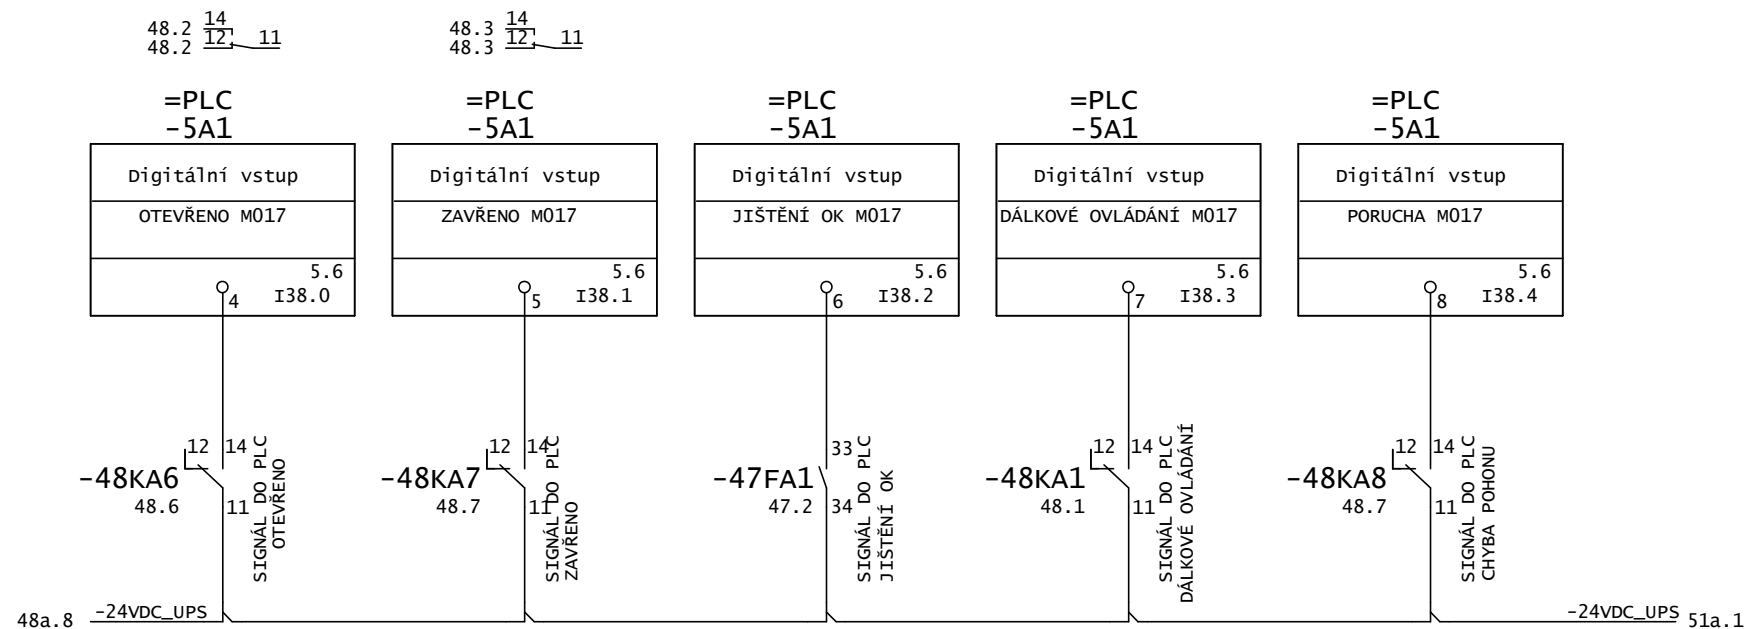 48.2 14
48.2 12 11
48.3 14
48.3 12 11
=PLC
-5A1
Digitální vstup
OTEVŘENO M017
5.6
4 I38.0
=PLC
-5A1
Digitální vstup
ZAVŘENO M017
5.6
5 I38.1
=PLC
-5A1
Digitální vstup
JIŠTĚNÍ OK M017
5.6
6 I38.2
=PLC
-5A1
Digitální vstup
DÁLKOVÉ OVLÁDÁNÍ M017
5.6
7 I38.3
=PLC
-5A1
Digitální vstup
PORUCHA M017
5.6
8 I38.4
12 14
-48KA6
48.6 11
SIGNÁL DO PLC
OTEVŘENO
12 14
-48KA7
48.7 11
SIGNÁL DO PLC
ZAVŘENO
33
-47FA1
47.2 34
SIGNÁL DO PLC
JIŠTĚNÍ OK
12 14
-48KA1
48.1 11
SIGNÁL DO PLC
DÁLKOVÉ OVLÁDÁNÍ
12 14
-48KA8
48.7 11
SIGNÁL DO PLC
CHYBA POHONU
48a.8 -24VDC_UPS
-24VDC_UPS 51a.1